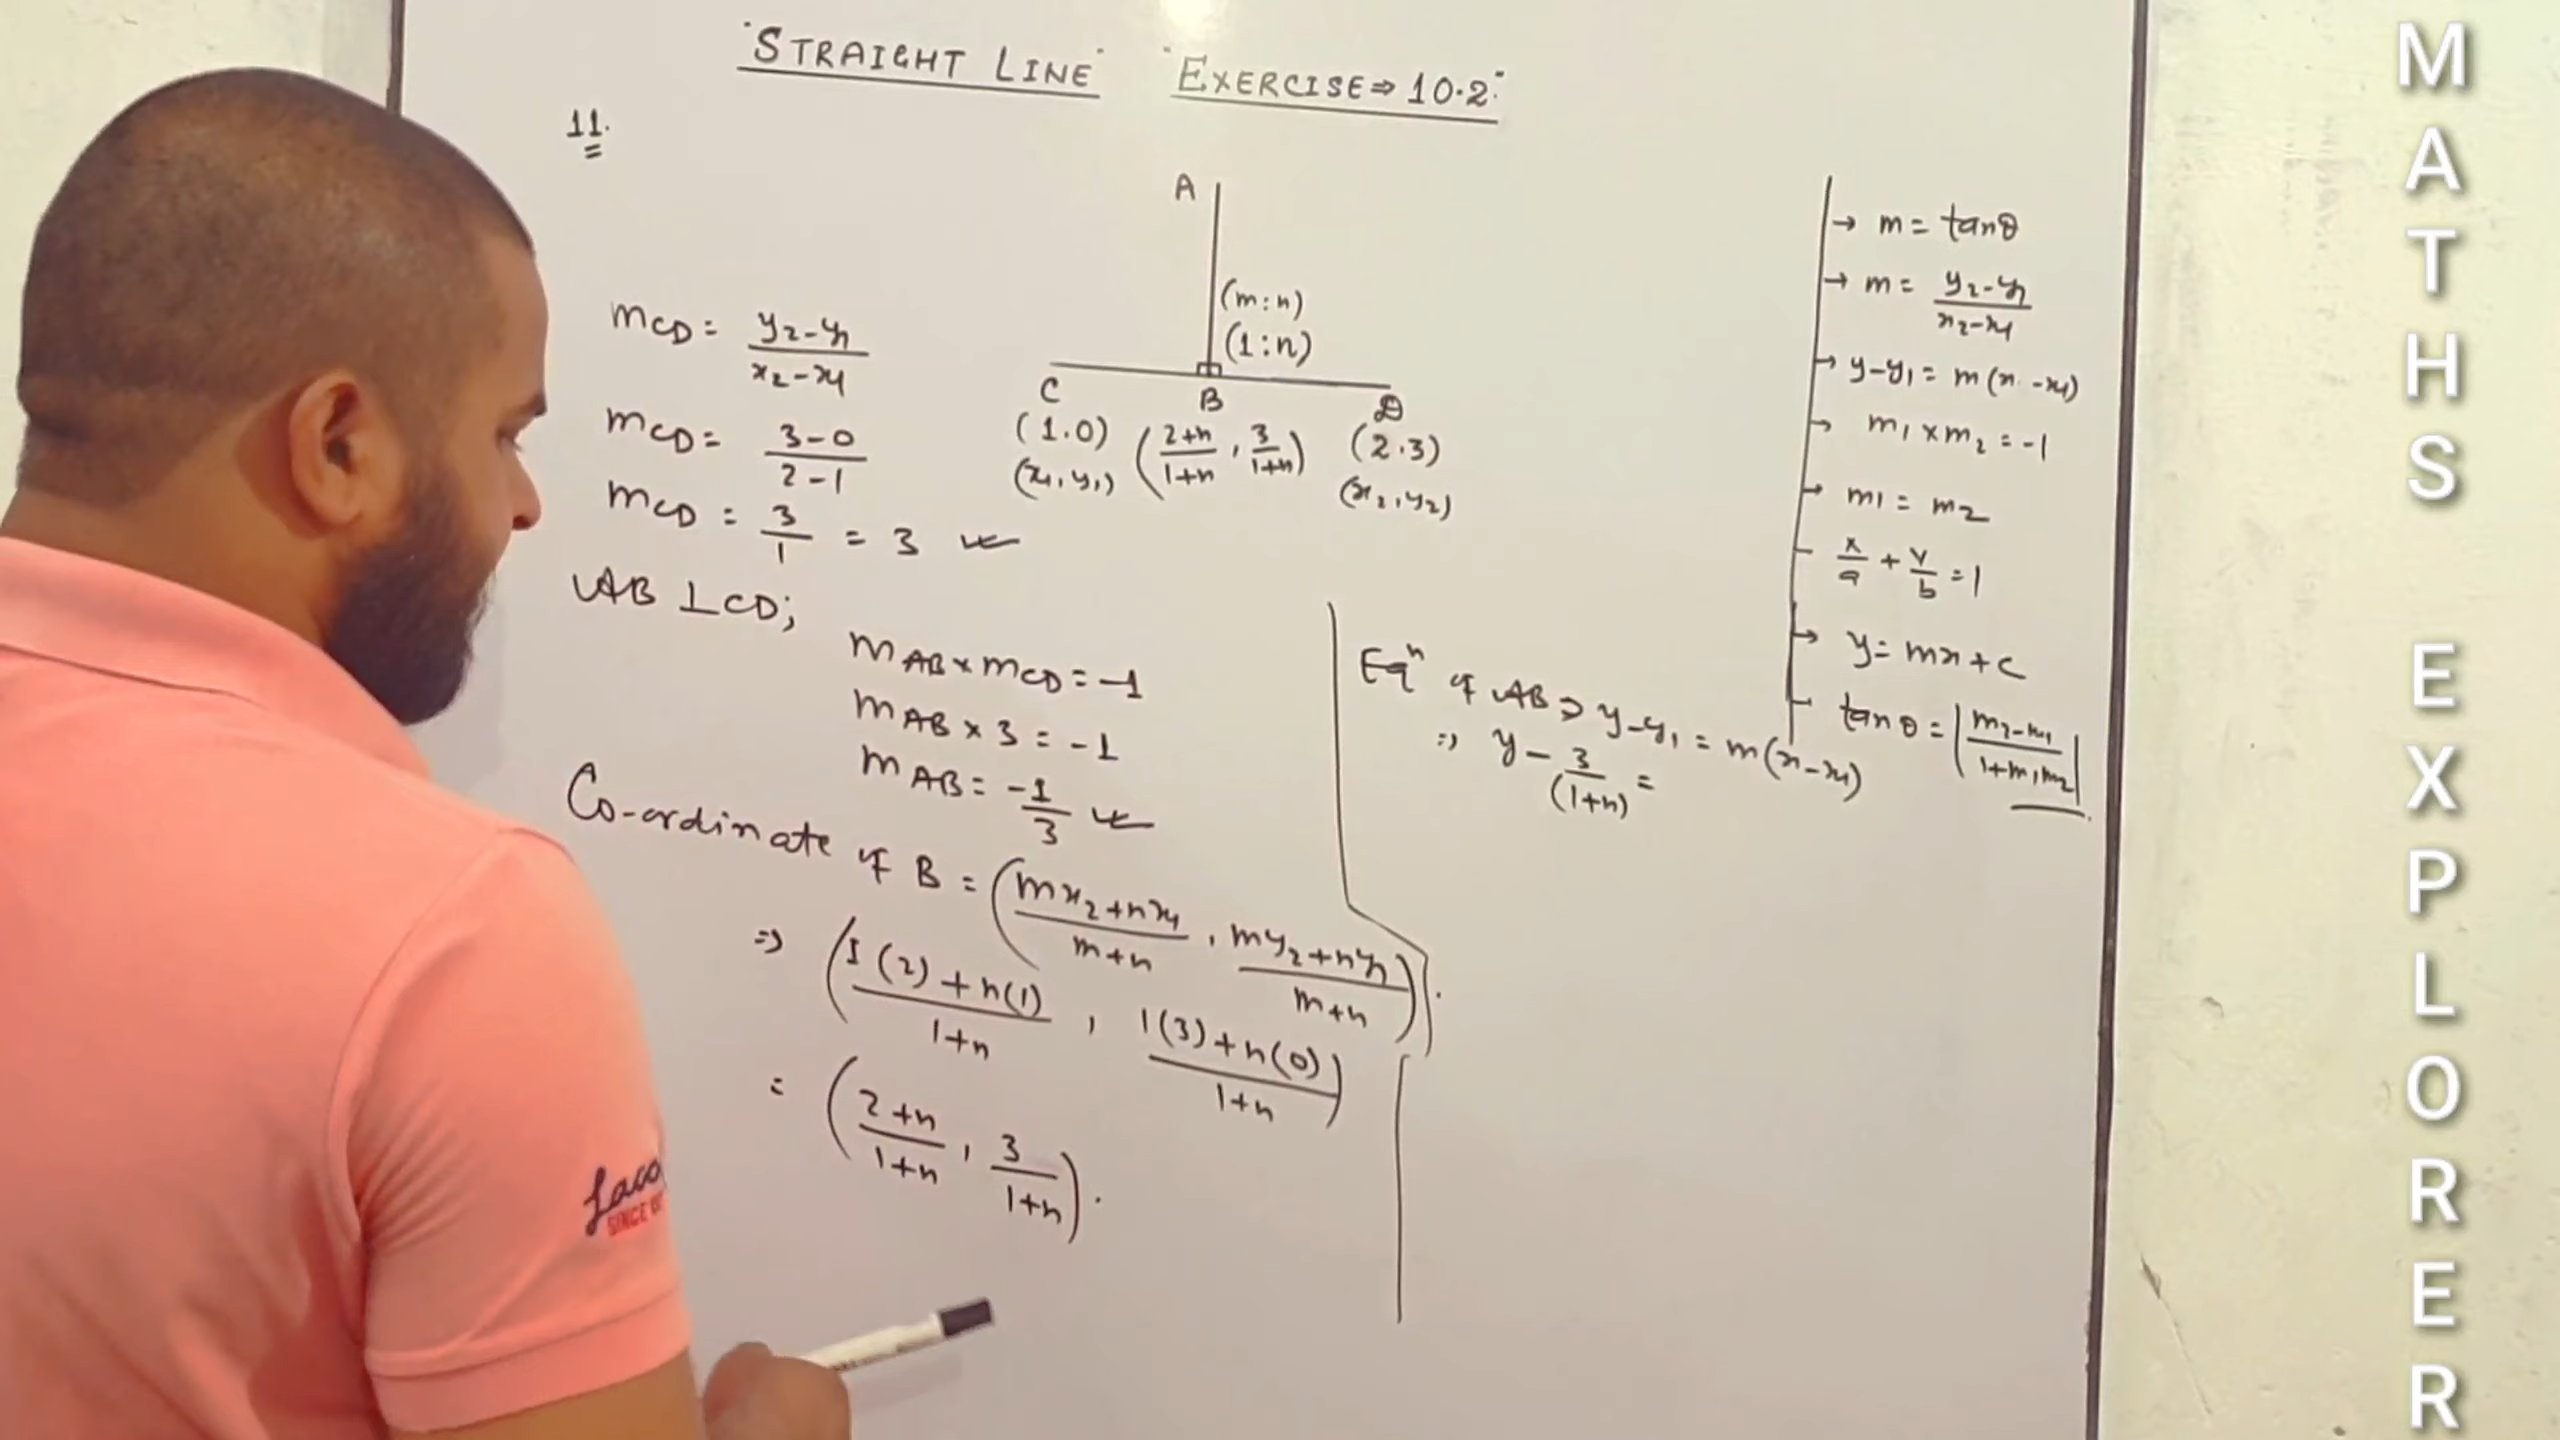 "STRAIGHT LINE" "EXERCISE⇒10.2"
11.
A
(m:n)
(1:n)
C B D
(1.0) (2+n/1+n , 3/1+n) (2.3)
(x₁,y₁) (x₂,y₂)
mCD = y₂-y₁/x₂-x₁
mCD = 3-0/2-1
mCD = 3/1 = 3
AB ⊥ CD;
mAB × mCD = -1
mAB × 3 = -1
mAB = -1/3
Co-ordinate of B = (mx₂+nx₁/m+n , my₂+ny₁/m+n).
⇒ (1(2)+n(1)/1+n , 1(3)+n(0)/1+n)
= (2+n/1+n , 3/1+n).
Eqⁿ of AB ⇒ y-y₁ = m(x-x₁)
⇒ y - 3/(1+n) =
→ m = tanθ
→ m = y₂-y₁/x₂-x₁
→ y-y₁ = m(x-x₁)
→ m₁×m₂ = -1
→ m₁ = m₂
- x/a + y/b = 1
→ y = mx+c
- tanθ = |m₂-m₁/1+m₁m₂|
MATHS EXPLORER
SINCE